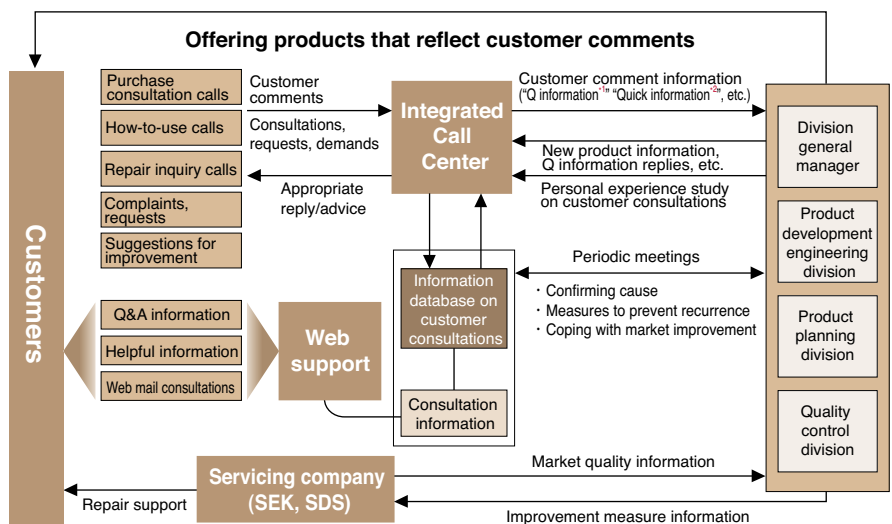 Offering products that reflect customer comments
Customers
Purchase
consultation calls
How-to-use calls
Repair inquiry calls
Complaints,
requests
Suggestions for
improvement
Customer
comments
Consultations,
requests, demands
Appropriate
reply/advice
Integrated
Call
Center
Customer comment information
(“Q information*1” “Quick information*2”, etc.)
New product information,
Q information replies, etc.
Personal experience study
on customer consultations
Division
general
manager
Product
development
engineering
division
Product
planning
division
Quality
control
division
Information
database on
customer
consultations
Periodic meetings
・Confirming cause
・Measures to prevent recurrence
・Coping with market improvement
Q&A information
Helpful information
Web mail consultations
Web
support
Consultation
information
Servicing company
(SEK, SDS)
Repair support
Market quality information
Improvement measure information